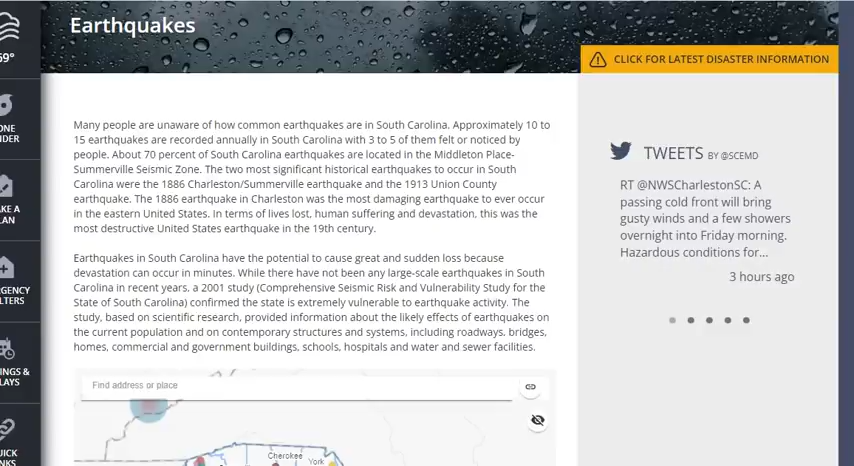 Earthquakes
CLICK FOR LATEST DISASTER INFORMATION
Many people are unaware of how common earthquakes are in South Carolina. Approximately 10 to
15 earthquakes are recorded annually in South Carolina with 3 to 5 of them felt or noticed by
people. About 70 percent of South Carolina earthquakes are located in the Middleton Place-
Summerville Seismic Zone. The two most significant historical earthquakes to occur in South
Carolina were the 1886 Charleston/Summerville earthquake and the 1913 Union County
earthquake. The 1886 earthquake in Charleston was the most damaging earthquake to ever occur
in the eastern United States. In terms of lives lost, human suffering and devastation, this was the
most destructive United States earthquake in the 19th century.
Earthquakes in South Carolina have the potential to cause great and sudden loss because
devastation can occur in minutes. While there have not been any large-scale earthquakes in South
Carolina in recent years, a 2001 study (Comprehensive Seismic Risk and Vulnerability Study for the
State of South Carolina) confirmed the state is extremely vulnerable to earthquake activity. The
study, based on scientific research, provided information about the likely effects of earthquakes on
the current population and on contemporary structures and systems, including roadways, bridges,
homes, commercial and government buildings, schools, hospitals and water and sewer facilities.
Find address or place
Cherokee
York
TWEETS BY @SCEMD
RT @NWSCharlestonSC: A
passing cold front will bring
gusty winds and a few showers
overnight into Friday morning.
Hazardous conditions for...
3 hours ago
9°
ONE
NDER
KE A
LAN
RGENCY
LTERS
INGS &
LAYS
UICK
NKS